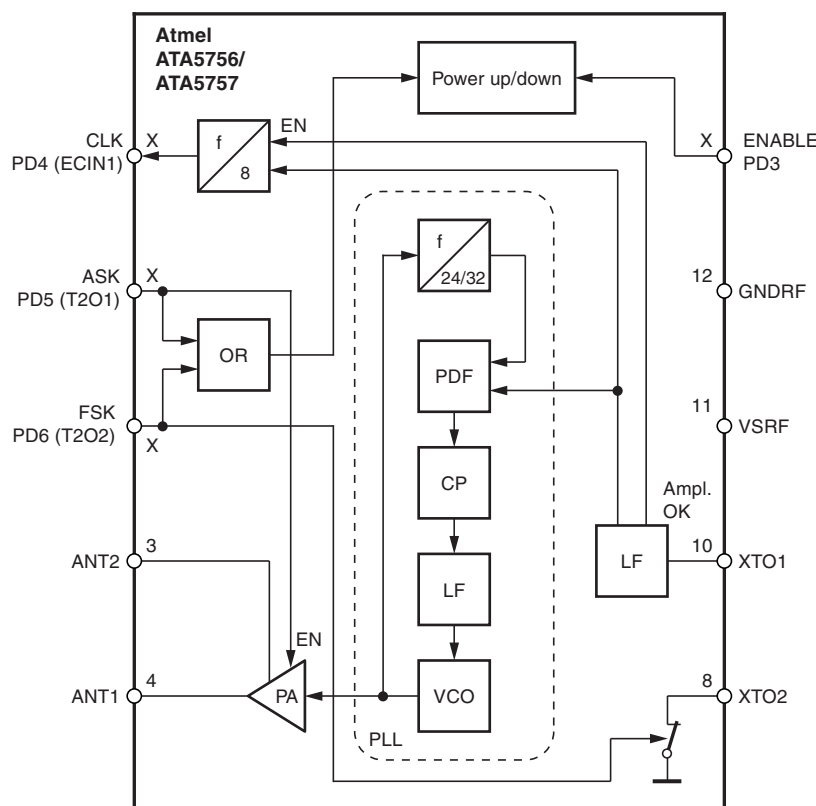 Atmel
ATA5756/
ATA5757
Power up/down
CLK
PD4 (ECIN1)
X
f
8
EN
X
ENABLE
PD3
f
24/32
ASK
PD5 (T2O1)
X
12
GNDRF
OR
PDF
FSK
PD6 (T2O2)
X
11
VSRF
CP
Ampl.
OK
ANT2
3
LF
LF
10
XTO1
EN
ANT1
4
PA
VCO
8
XTO2
PLL